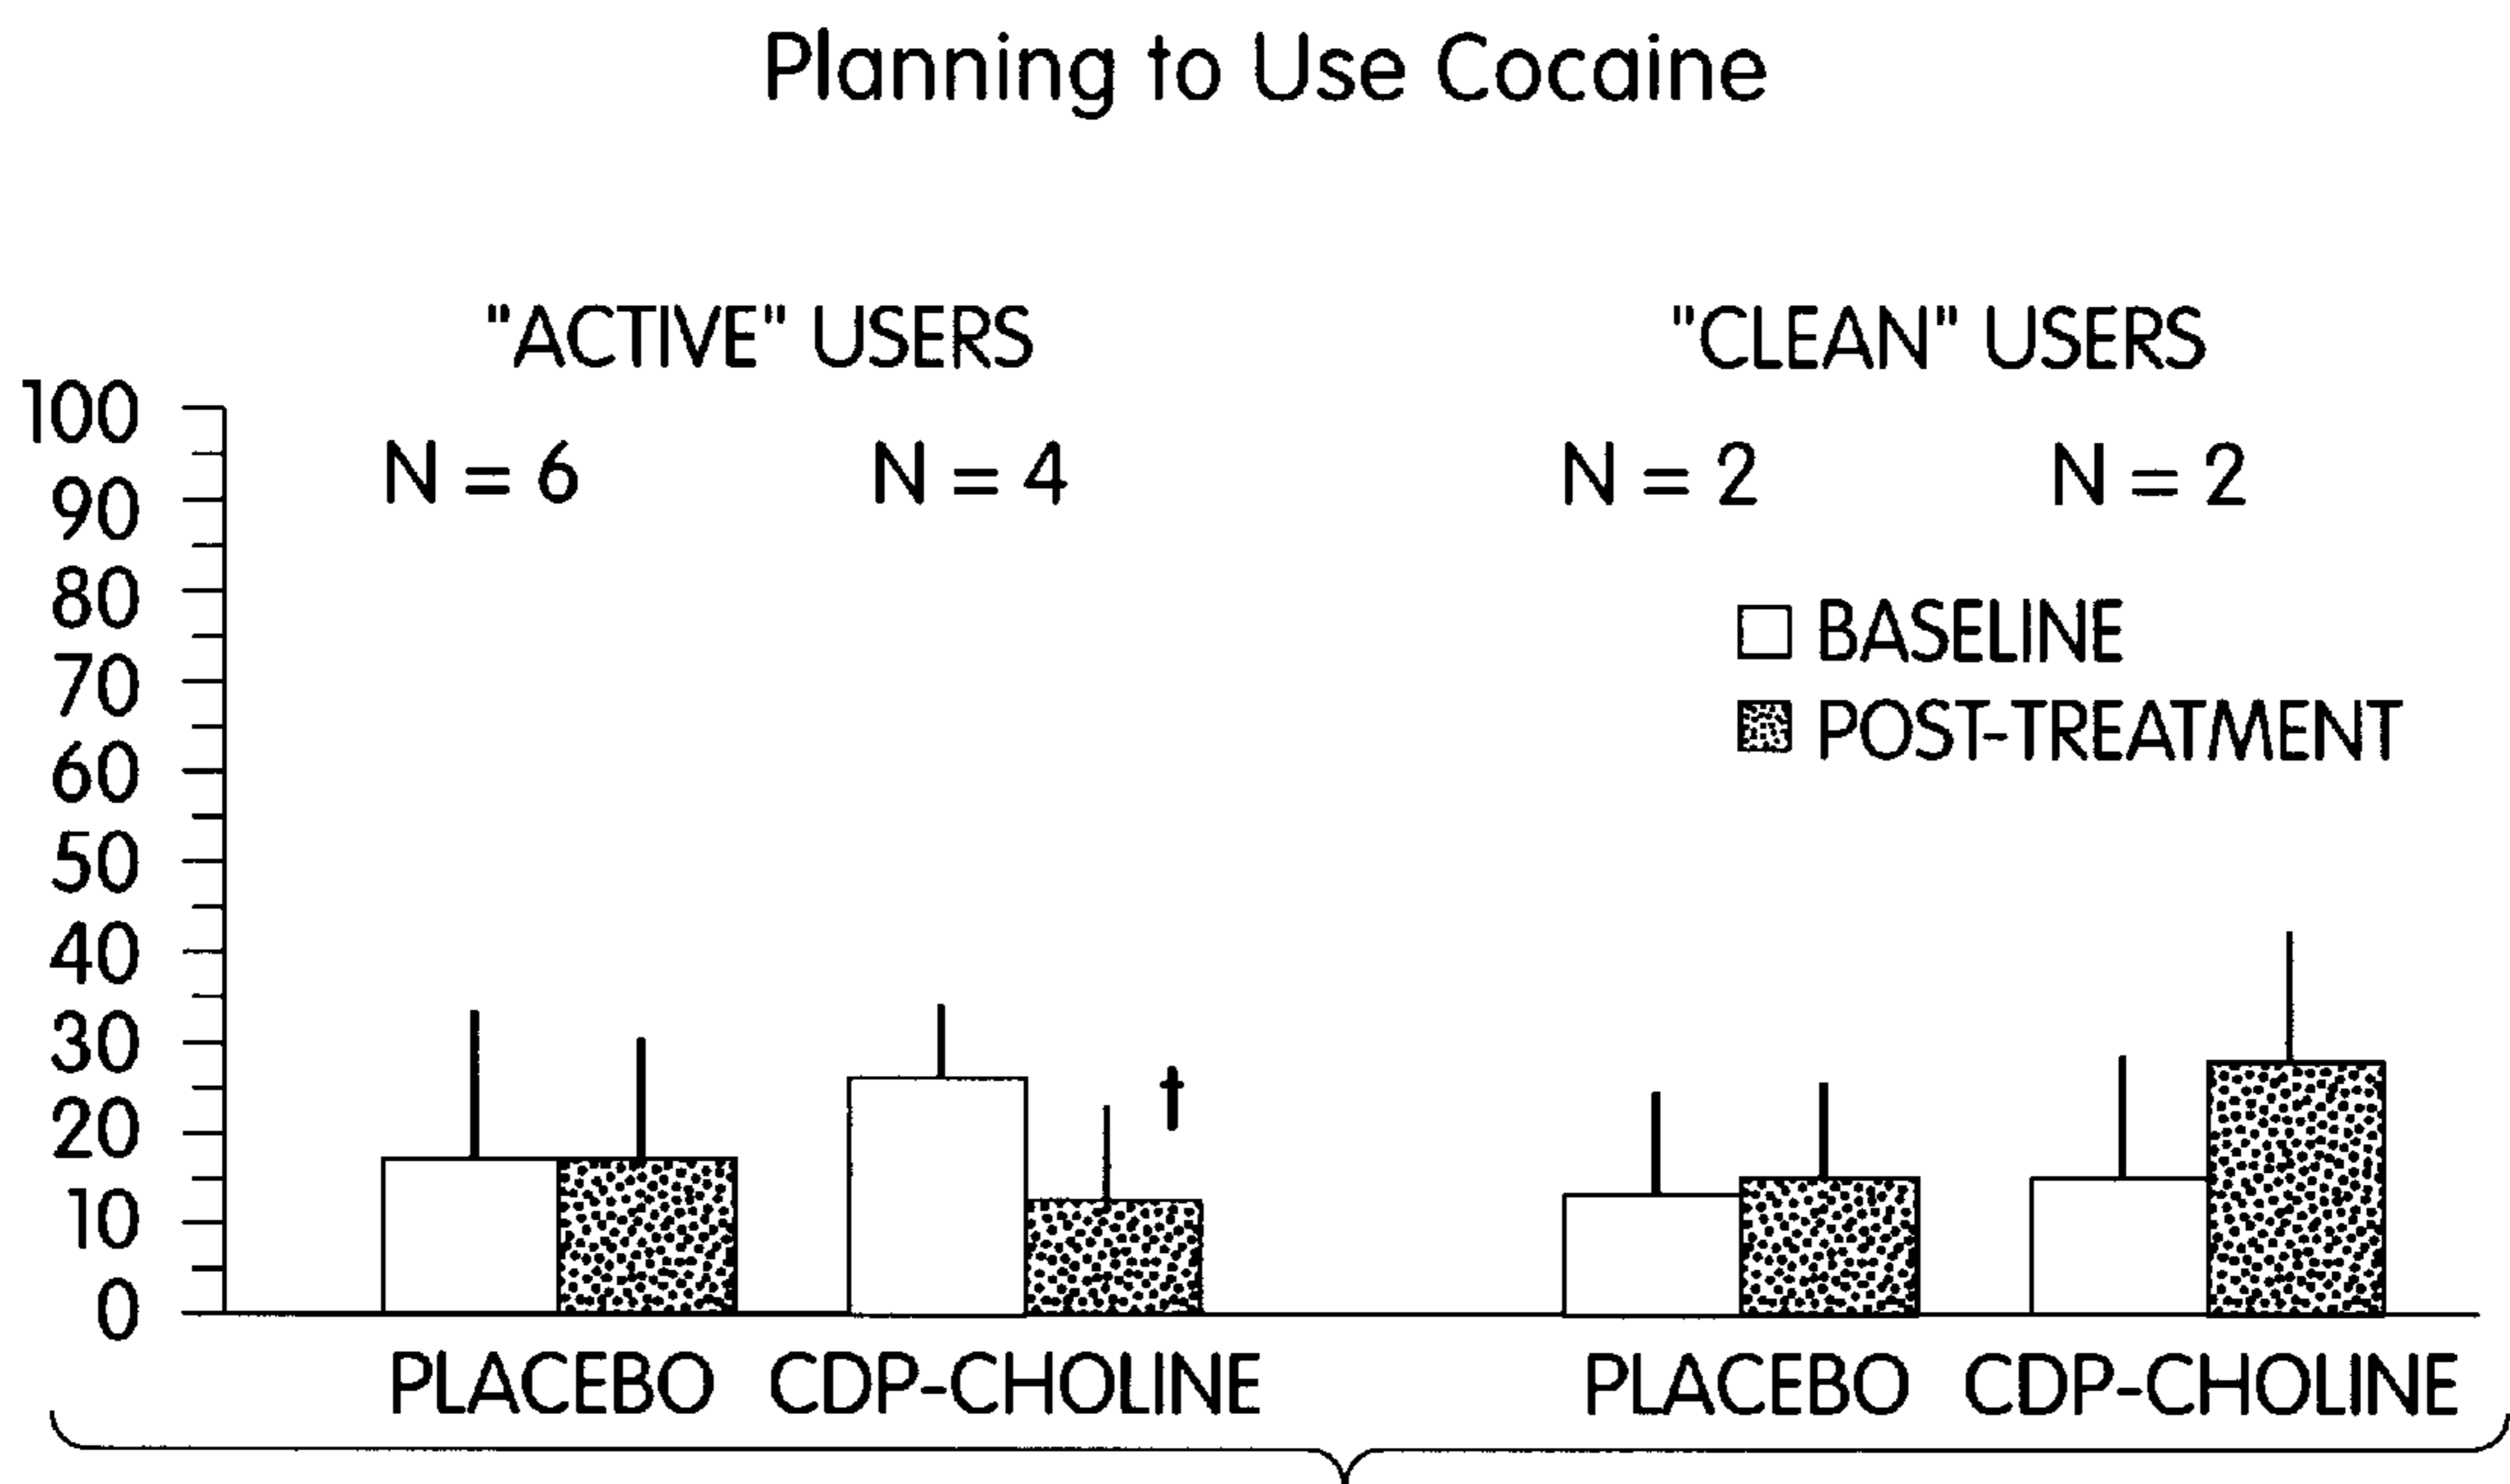 Planning to Use Cocaine
"ACTIVE" USERS "CLEAN" USERS
N = 6 N = 4 N = 2 N = 2
100
90
80
70
60
50
40
30
20
10
0
BASELINE
POST-TREATMENT
†
PLACEBO CDP-CHOLINE PLACEBO CDP-CHOLINE